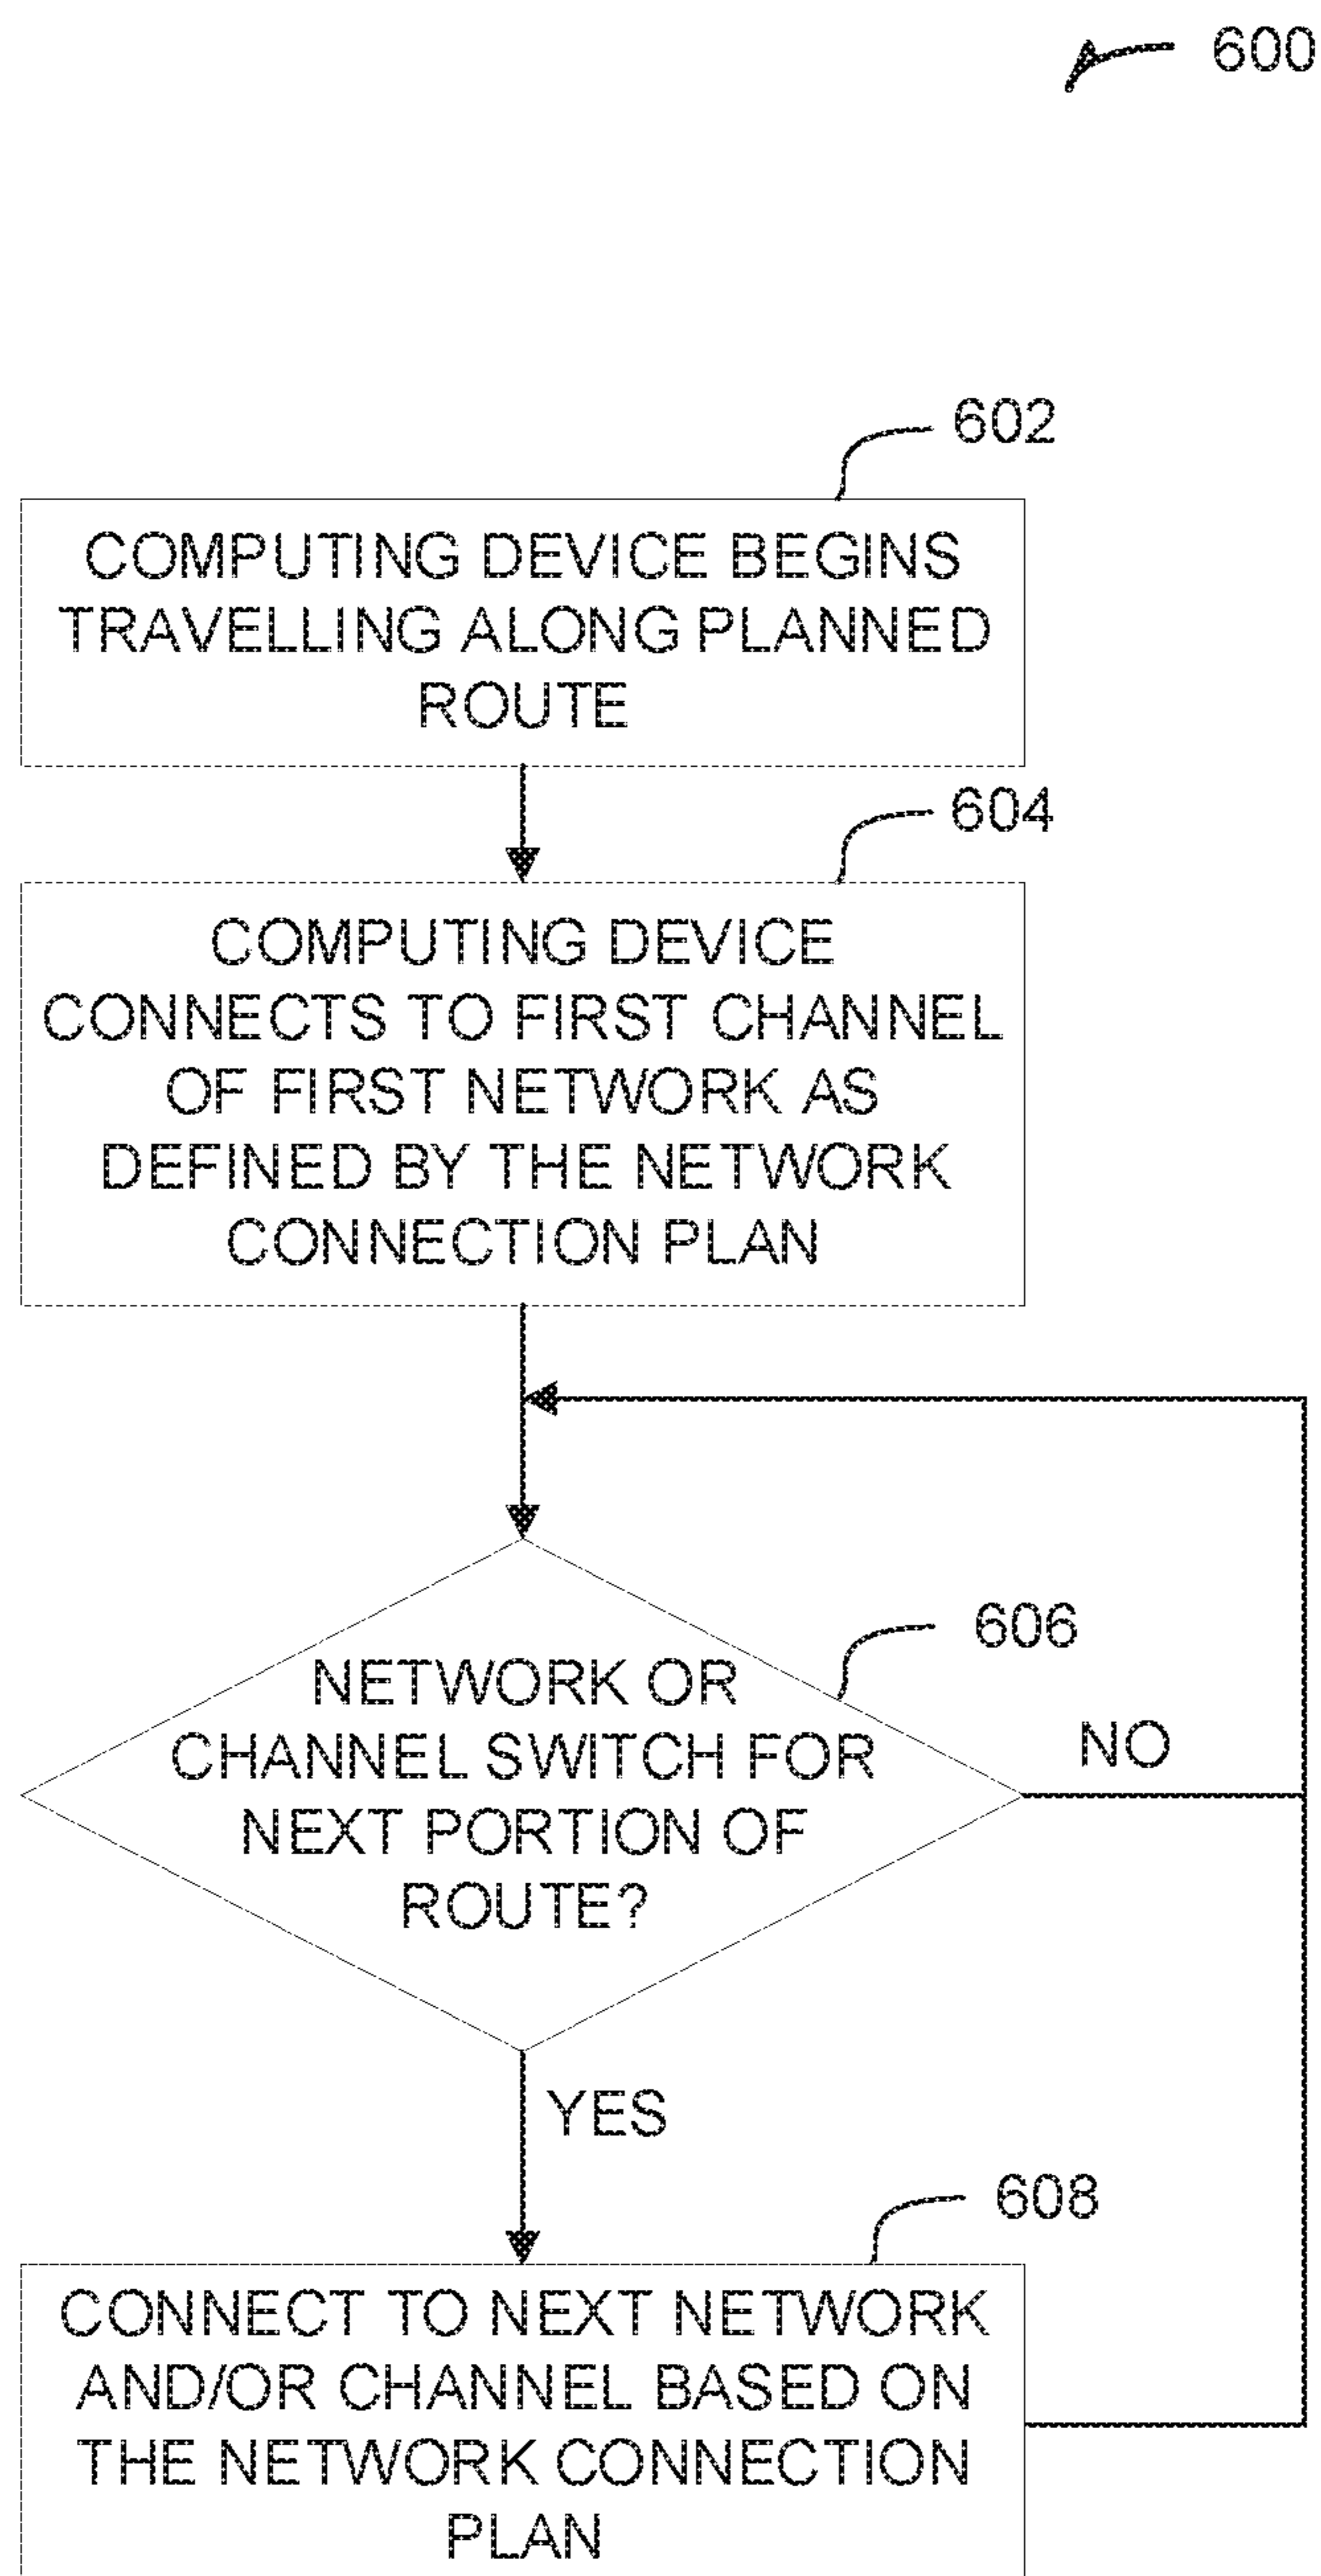 600
602
COMPUTING DEVICE BEGINS
TRAVELLING ALONG PLANNED
ROUTE
604
COMPUTING DEVICE
CONNECTS TO FIRST CHANNEL
OF FIRST NETWORK AS
DEFINED BY THE NETWORK
CONNECTION PLAN
606
NETWORK OR
CHANNEL SWITCH FOR
NEXT PORTION OF
ROUTE?
NO
YES
608
CONNECT TO NEXT NETWORK
AND/OR CHANNEL BASED ON
THE NETWORK CONNECTION
PLAN